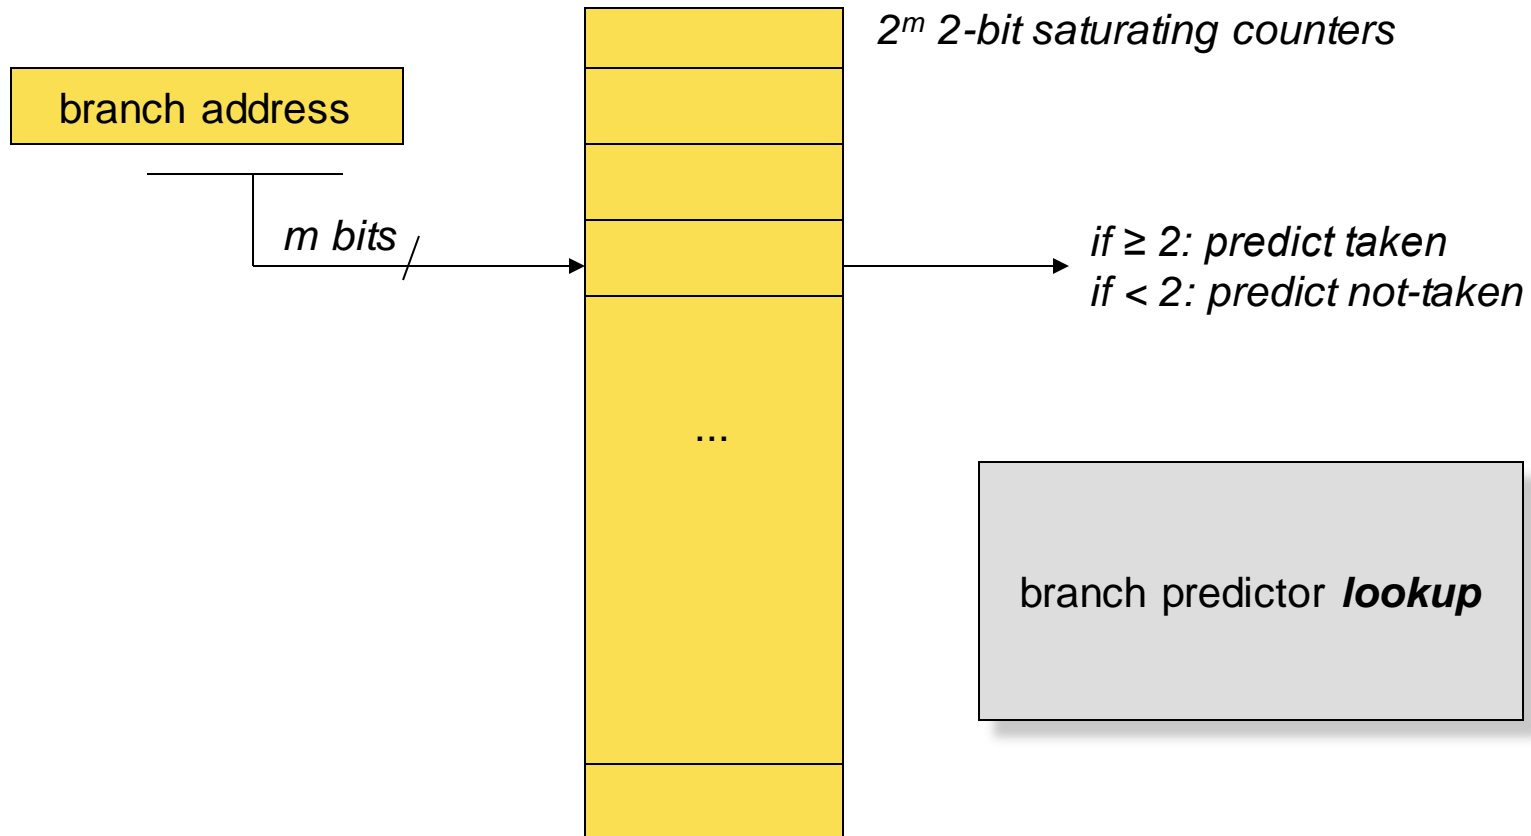 2ᵐ 2-bit saturating counters
branch address
m bits
if ≥ 2: predict taken
if < 2: predict not-taken
...
branch predictor lookup